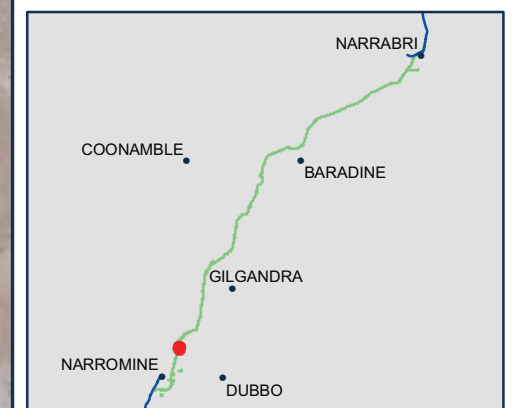 NARRABRI
COONAMBLE
BARADINE
GILGANDRA
NARROMINE
DUBBO